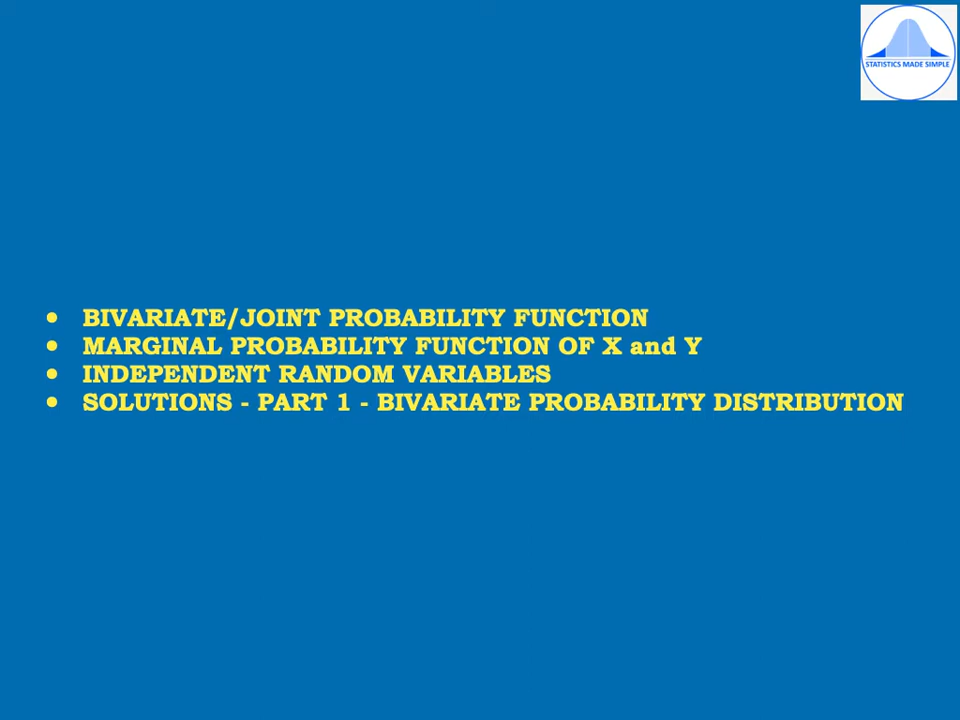 STATISTICS MADE SIMPLE
• BIVARIATE/JOINT PROBABILITY FUNCTION
• MARGINAL PROBABILITY FUNCTION OF X and Y
• INDEPENDENT RANDOM VARIABLES
• SOLUTIONS - PART 1 - BIVARIATE PROBABILITY DISTRIBUTION